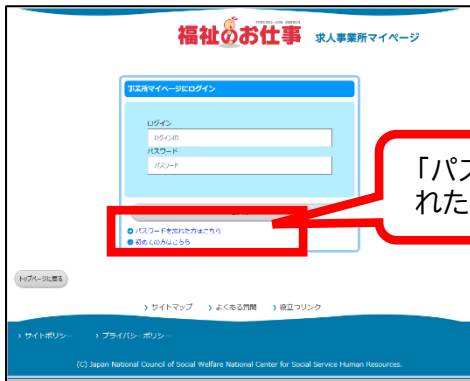 福祉のお仕事 求人事業所マイページ
事業所マイページにログイン
ログイン
ログインID
パスワード
パスワード
「パス
れた
パスワードを忘れた方はこちら
初めての方はこちら
トップページに戻る
サイトマップ よくある質問 役立つリンク
サイトポリシー プライバシーポリシー
(C) Japan National Council of Social Welfare National Center for Social Service Human Resources.